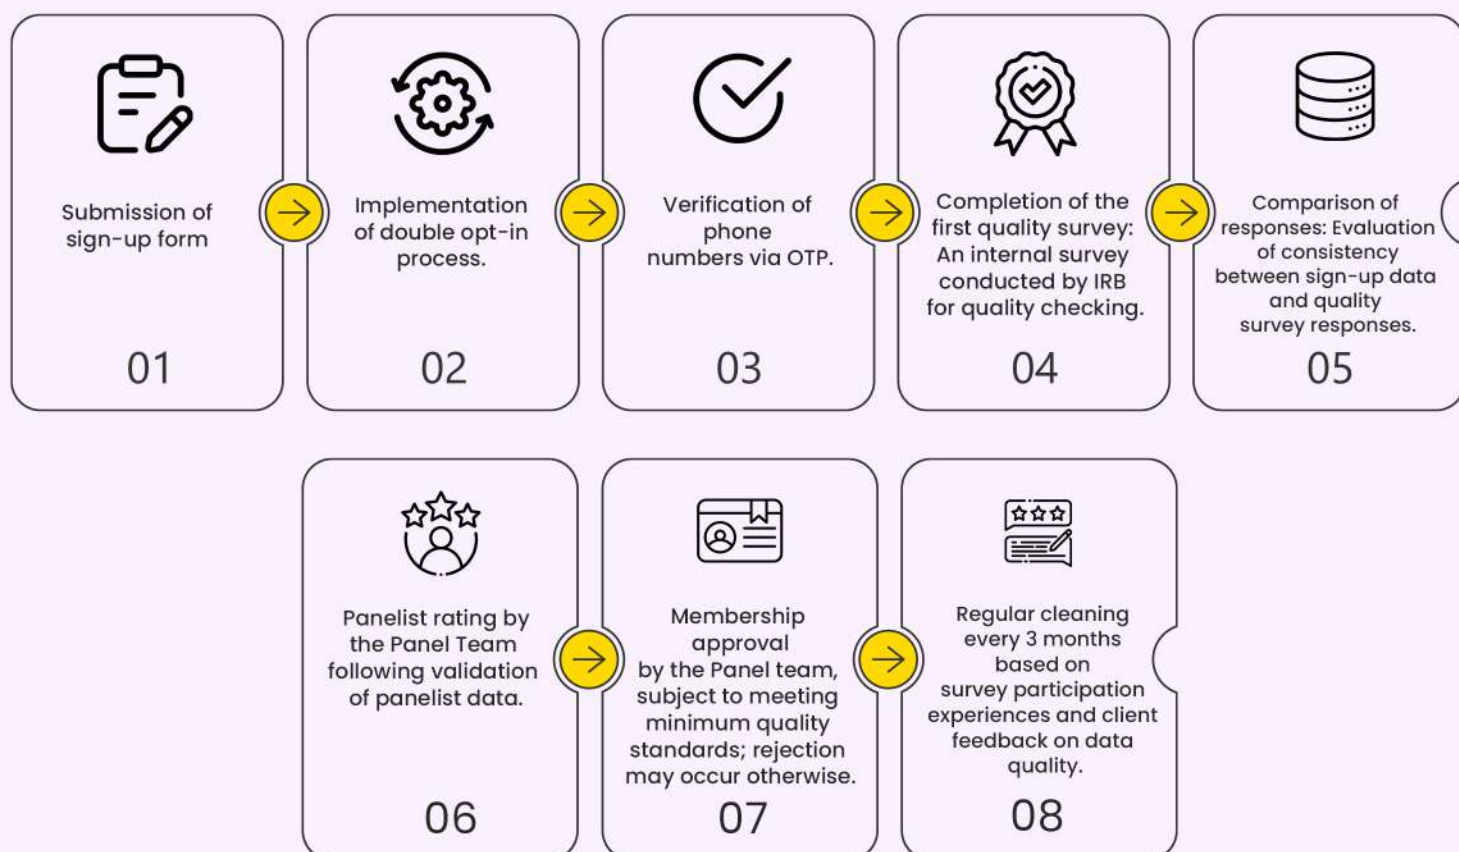 Submission of
sign-up form
01
Implementation
of double opt-in
process.
02
Verification of
phone
numbers via OTP.
03
Completion of the
first quality survey:
An internal survey
conducted by IRB
for quality checking.
04
Comparison of
responses: Evaluation
of consistency
between sign-up data
and quality
survey responses.
05
Panelist rating by
the Panel Team
following validation
of panelist data.
06
Membership
approval
by the Panel team,
subject to meeting
minimum quality
standards; rejection
may occur otherwise.
07
Regular cleaning
every 3 months
based on
survey participation
experiences and client
feedback on data
quality.
08